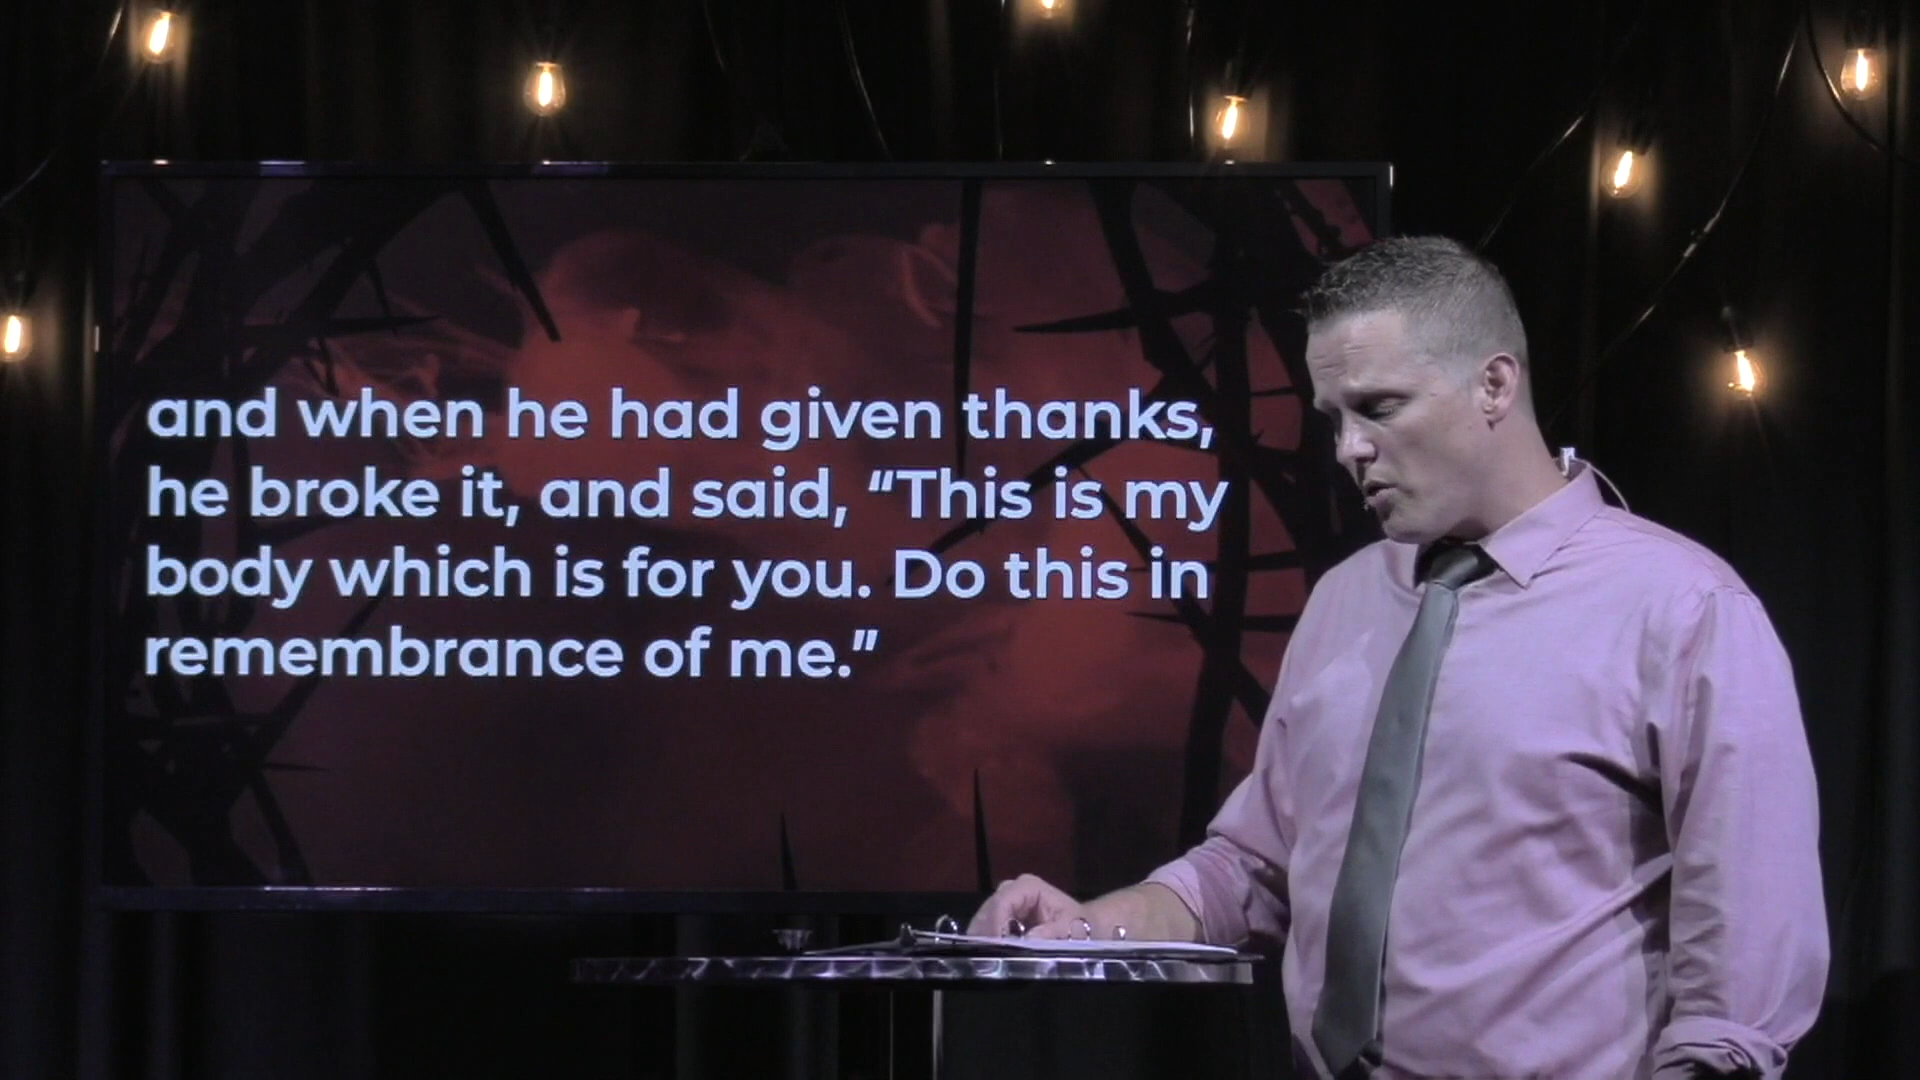 and when he had given thanks,
he broke it, and said, “This is my
body which is for you. Do this in
remembrance of me.”